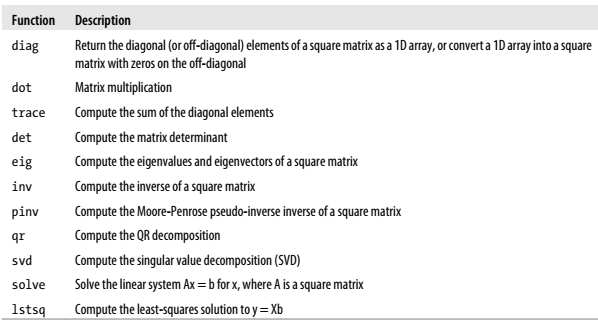 Function Description
diag Return the diagonal (or off-diagonal) elements of a square matrix as a 1D array, or convert a 1D array into a square
matrix with zeros on the off-diagonal
dot Matrix multiplication
trace Compute the sum of the diagonal elements
det Compute the matrix determinant
eig Compute the eigenvalues and eigenvectors of a square matrix
inv Compute the inverse of a square matrix
pinv Compute the Moore-Penrose pseudo-inverse inverse of a square matrix
qr Compute the QR decomposition
svd Compute the singular value decomposition (SVD)
solve Solve the linear system Ax = b for x, where A is a square matrix
lstsq Compute the least-squares solution to y = Xb